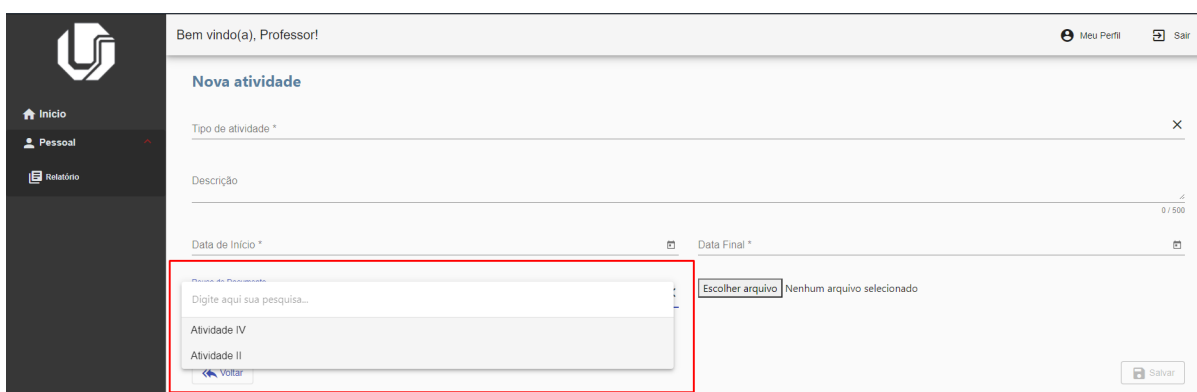 Bem vindo(a), Professor!
Meu Perfil
Sair
Nova atividade
Inicio
Pessoal
Relatório
Tipo de atividade *
Descrição
0 / 500
Data de Início *
Data Final *
Digite aqui sua pesquisa...
Escolher arquivo Nenhum arquivo selecionado
Atividade IV
Atividade II
Voltar
Salvar